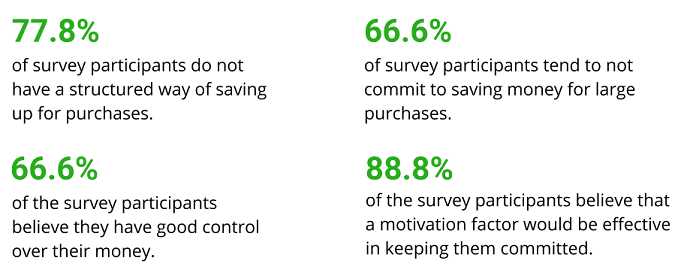 77.8%
of survey participants do not
have a structured way of saving
up for purchases.
66.6%
of survey participants tend to not
commit to saving money for large
purchases.
66.6%
of the survey participants
believe they have good control
over their money.
88.8%
of the survey participants believe that
a motivation factor would be effective
in keeping them committed.